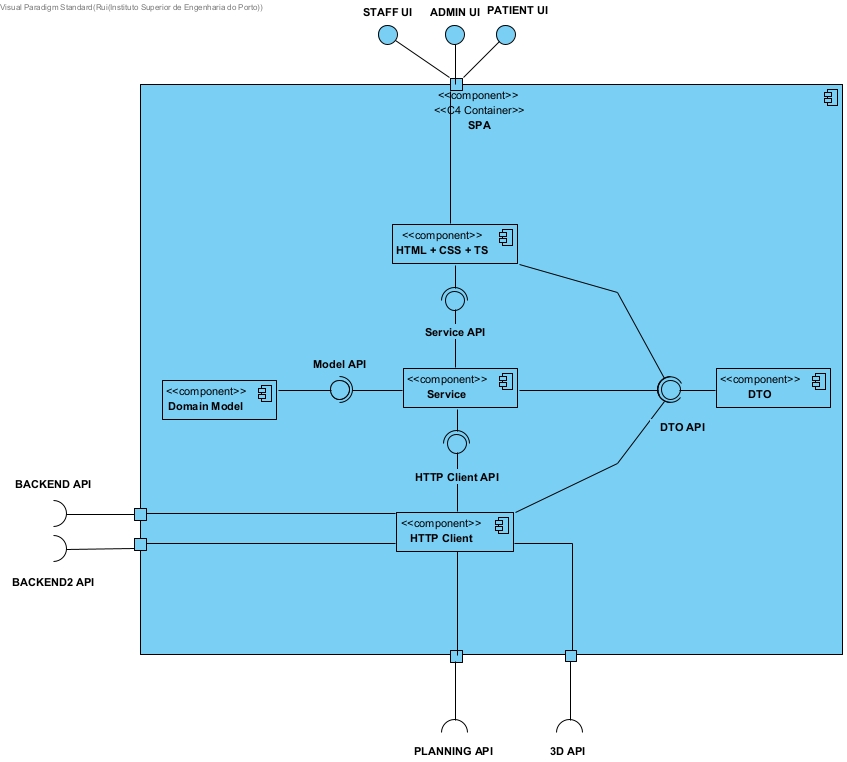 Visual Paradigm Standard(Rui(Instituto Superior de Engenharia do Porto))
STAFF UI
ADMIN UI
PATIENT UI
<<component>>
<<C4 Container>>
SPA
<<component>>
HTML + CSS + TS
Service API
Model API
<<component>>
Domain Model
<<component>>
Service
<<component>>
DTO
DTO API
HTTP Client API
BACKEND API
<<component>>
HTTP Client
BACKEND2 API
PLANNING API
3D API